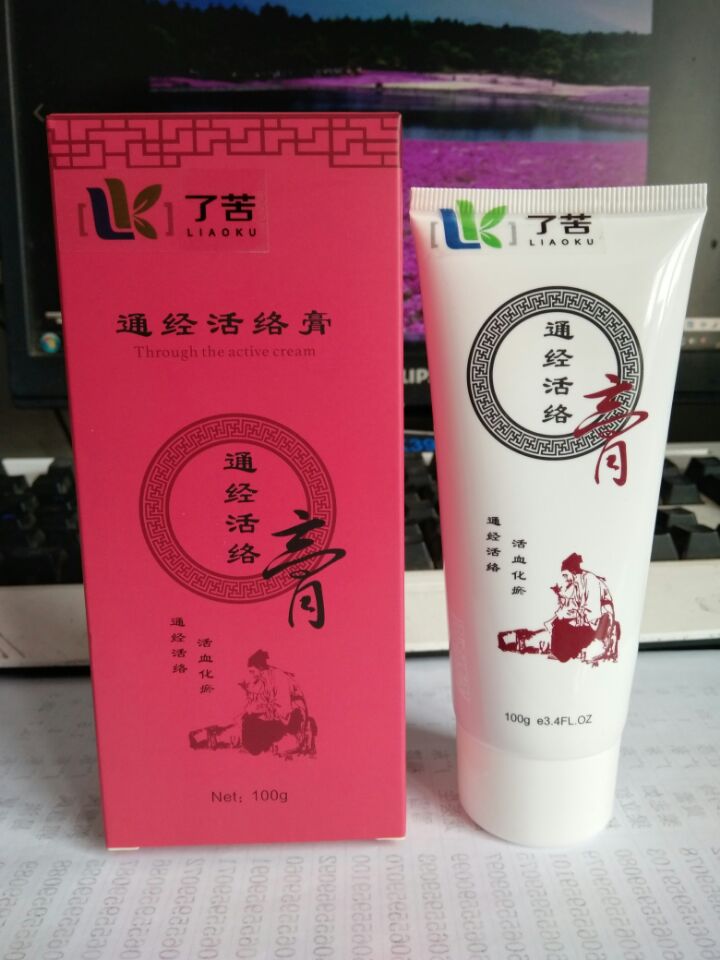 LK
了苦
LIAOKU
通经活络膏
Through the active cream
通经活络
膏
通经活络
活血化瘀
Net: 100g
LK
了苦
LIAOKU
通经活络
膏
通经活络
活血化瘀
100g e3.4FL.OZ